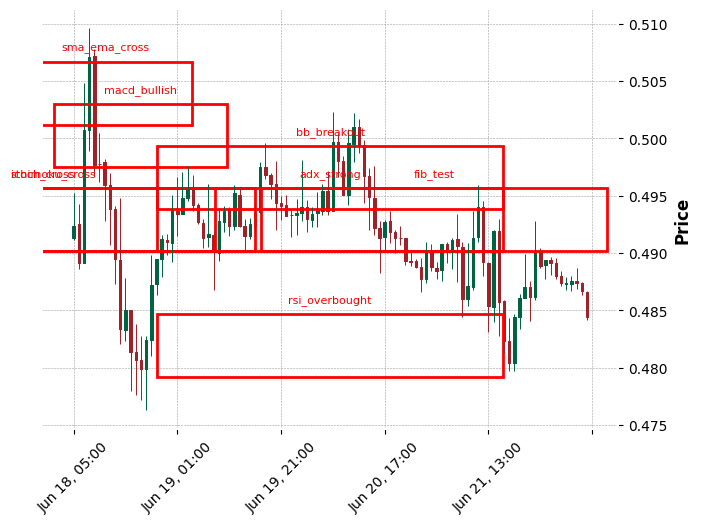 0.510
sma_ema_cross
0.505
macd_bullish
bb_breakout
0.500
adx_strong
fib_test
0.495
Price
0.490
rsi_overbought
0.485
0.480
0.475
Jun 18, 05:00
Jun 19, 01:00
Jun 19, 21:00
Jun 20, 17:00
Jun 21, 13:00